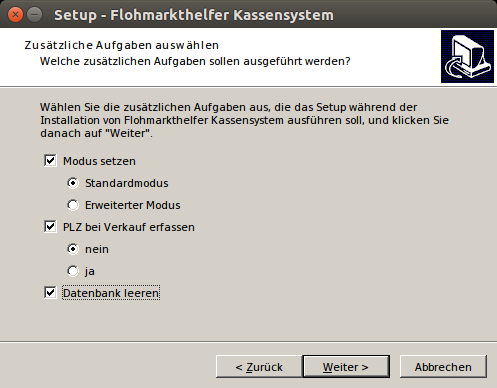 Setup - Flohmarkthelfer Kassensystem
Zusätzliche Aufgaben auswählen
Welche zusätzlichen Aufgaben sollen ausgeführt werden?
Wählen Sie die zusätzlichen Aufgaben aus, die das Setup während der
Installation von Flohmarkthelfer Kassensystem ausführen soll, und klicken Sie
danach auf "Weiter".
Modus setzen
Standardmodus
Erweiterter Modus
PLZ bei Verkauf erfassen
nein
ja
Datenbank leeren
< Zurück Weiter > Abbrechen